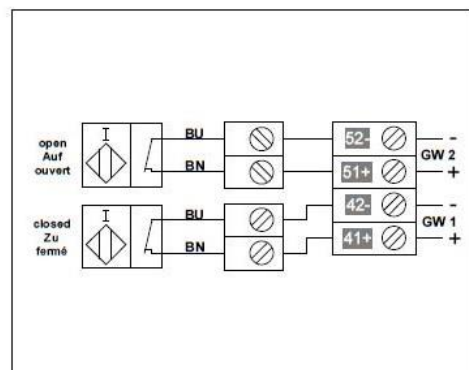 open
Auf
ouvert
I
BU
BN
52-
51+
-
GW 2
+
closed
Zu
fermé
I
BU
BN
42-
41+
-
GW 1
+